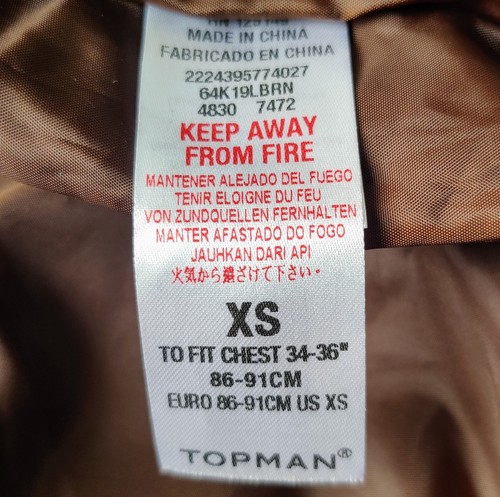 MADE IN CHINA
FABRICADO EN CHINA
2224395774027
64K19LBRN
4830 7472
KEEP AWAY
FROM FIRE
MANTENER ALEJADO DEL FUEGO
TENIR ELOIGNE DU FEU
VON ZUNDQUELLEN FERNHALTEN
MANTER AFASTADO DO FOGO
JAUHKAN DARI API
火気から遠ざけて下さい。
XS
TO FIT CHEST 34-36"
86-91CM
EURO 86-91CM US XS
TOPMAN®